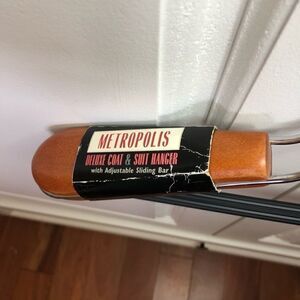 METROPOLIS
DELUXE COAT & SUIT HANGER
with Adjustable Sliding Bar